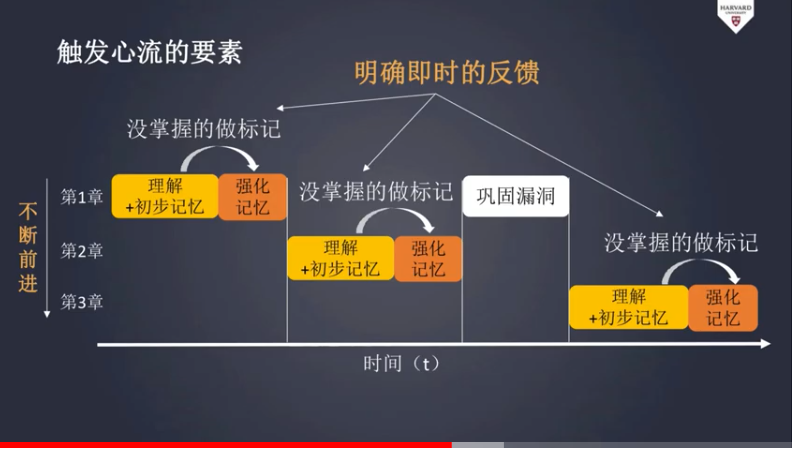 HARVARD
UNIVERSITY
触发心流的要素
明确即时的反馈
没掌握的做标记
第1章
理解
+初步记忆
强化
记忆
没掌握的做标记
巩固漏洞
不断前进
第2章
理解
+初步记忆
强化
记忆
没掌握的做标记
第3章
理解
+初步记忆
强化
记忆
时间（t）